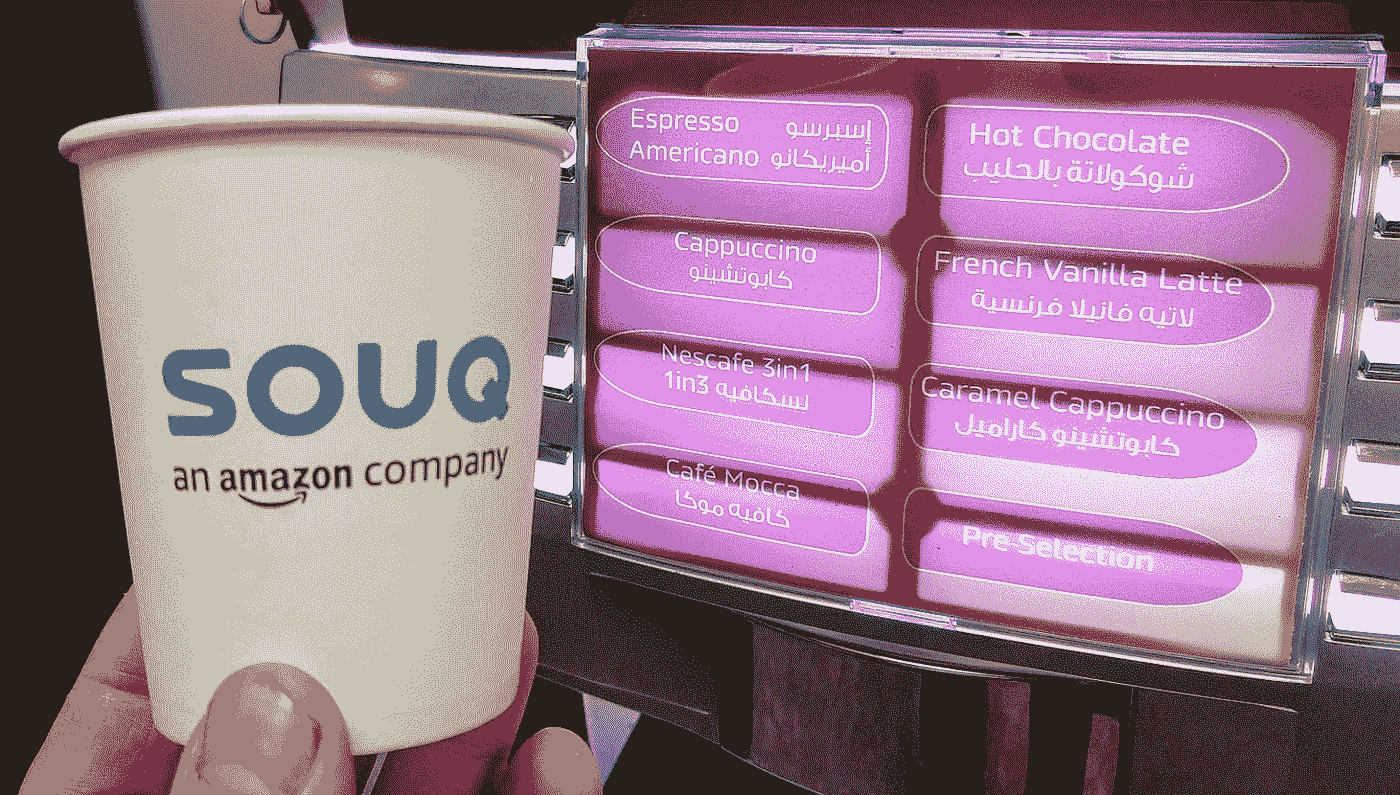 SOUQ
an amazon company
Espresso إسبرسو
Americano أميريكانو
Cappuccino
كابوتشينو
Nescafe 3in1
نسكافيه 3in1
Café Mocca
كافيه موكا
Hot Chocolate
شوكولاتة بالحليب
French Vanilla Latte
لاتيه فانيلا فرنسية
Caramel Cappuccino
كابوتشينو كاراميل
Pre Selection